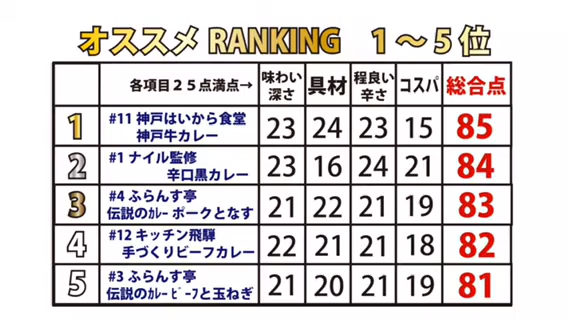 オススメ RANKING 1～5位
各項目25点満点→ 味わい深さ 具材 程良い辛さ コスパ 総合点
1 #11 神戸はいから食堂 神戸牛カレー 23 24 23 15 85
2 #1 ナイル監修 辛口黒カレー 23 16 24 21 84
3 #4 ふらんす亭 伝説のｶﾚｰ ポークとなす 21 22 21 19 83
4 #12 キッチン飛騨 手づくりビーフカレー 22 21 21 18 82
5 #3 ふらんす亭 伝説のｶﾚｰ ﾋﾞｰﾌと玉ねぎ 21 20 21 19 81